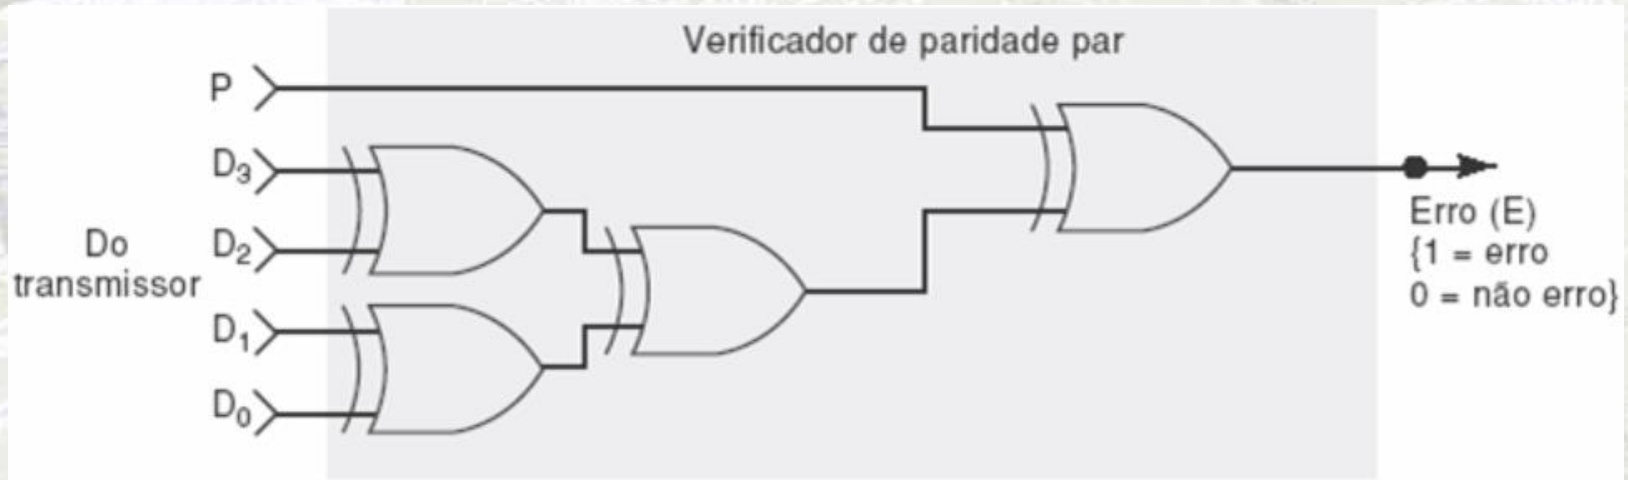 Verificador de paridade par
P
D₃
D₂
Do
transmissor
D₁
D₀
Erro (E)
{1 = erro
0 = não erro}